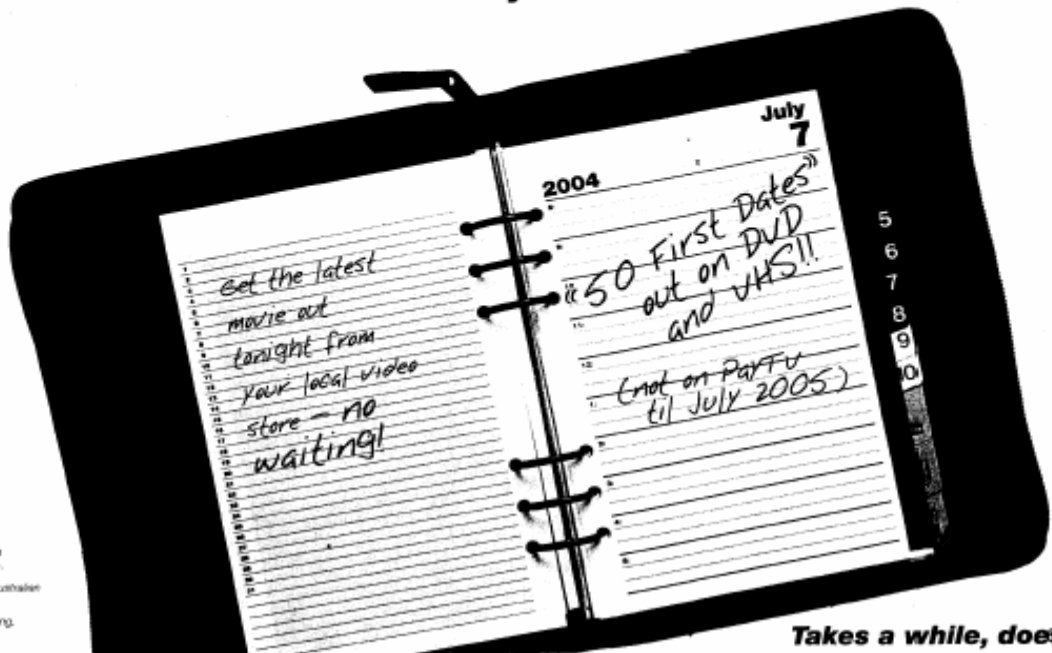 Get the latest
movie out
tonight from
your local video
store – no
waiting!
July
7
2004
"50 First Dates"
out on DVD
and VHS!!
(not on PayTV
til July 2005)
5
6
7
8
9
10
Takes a while, does